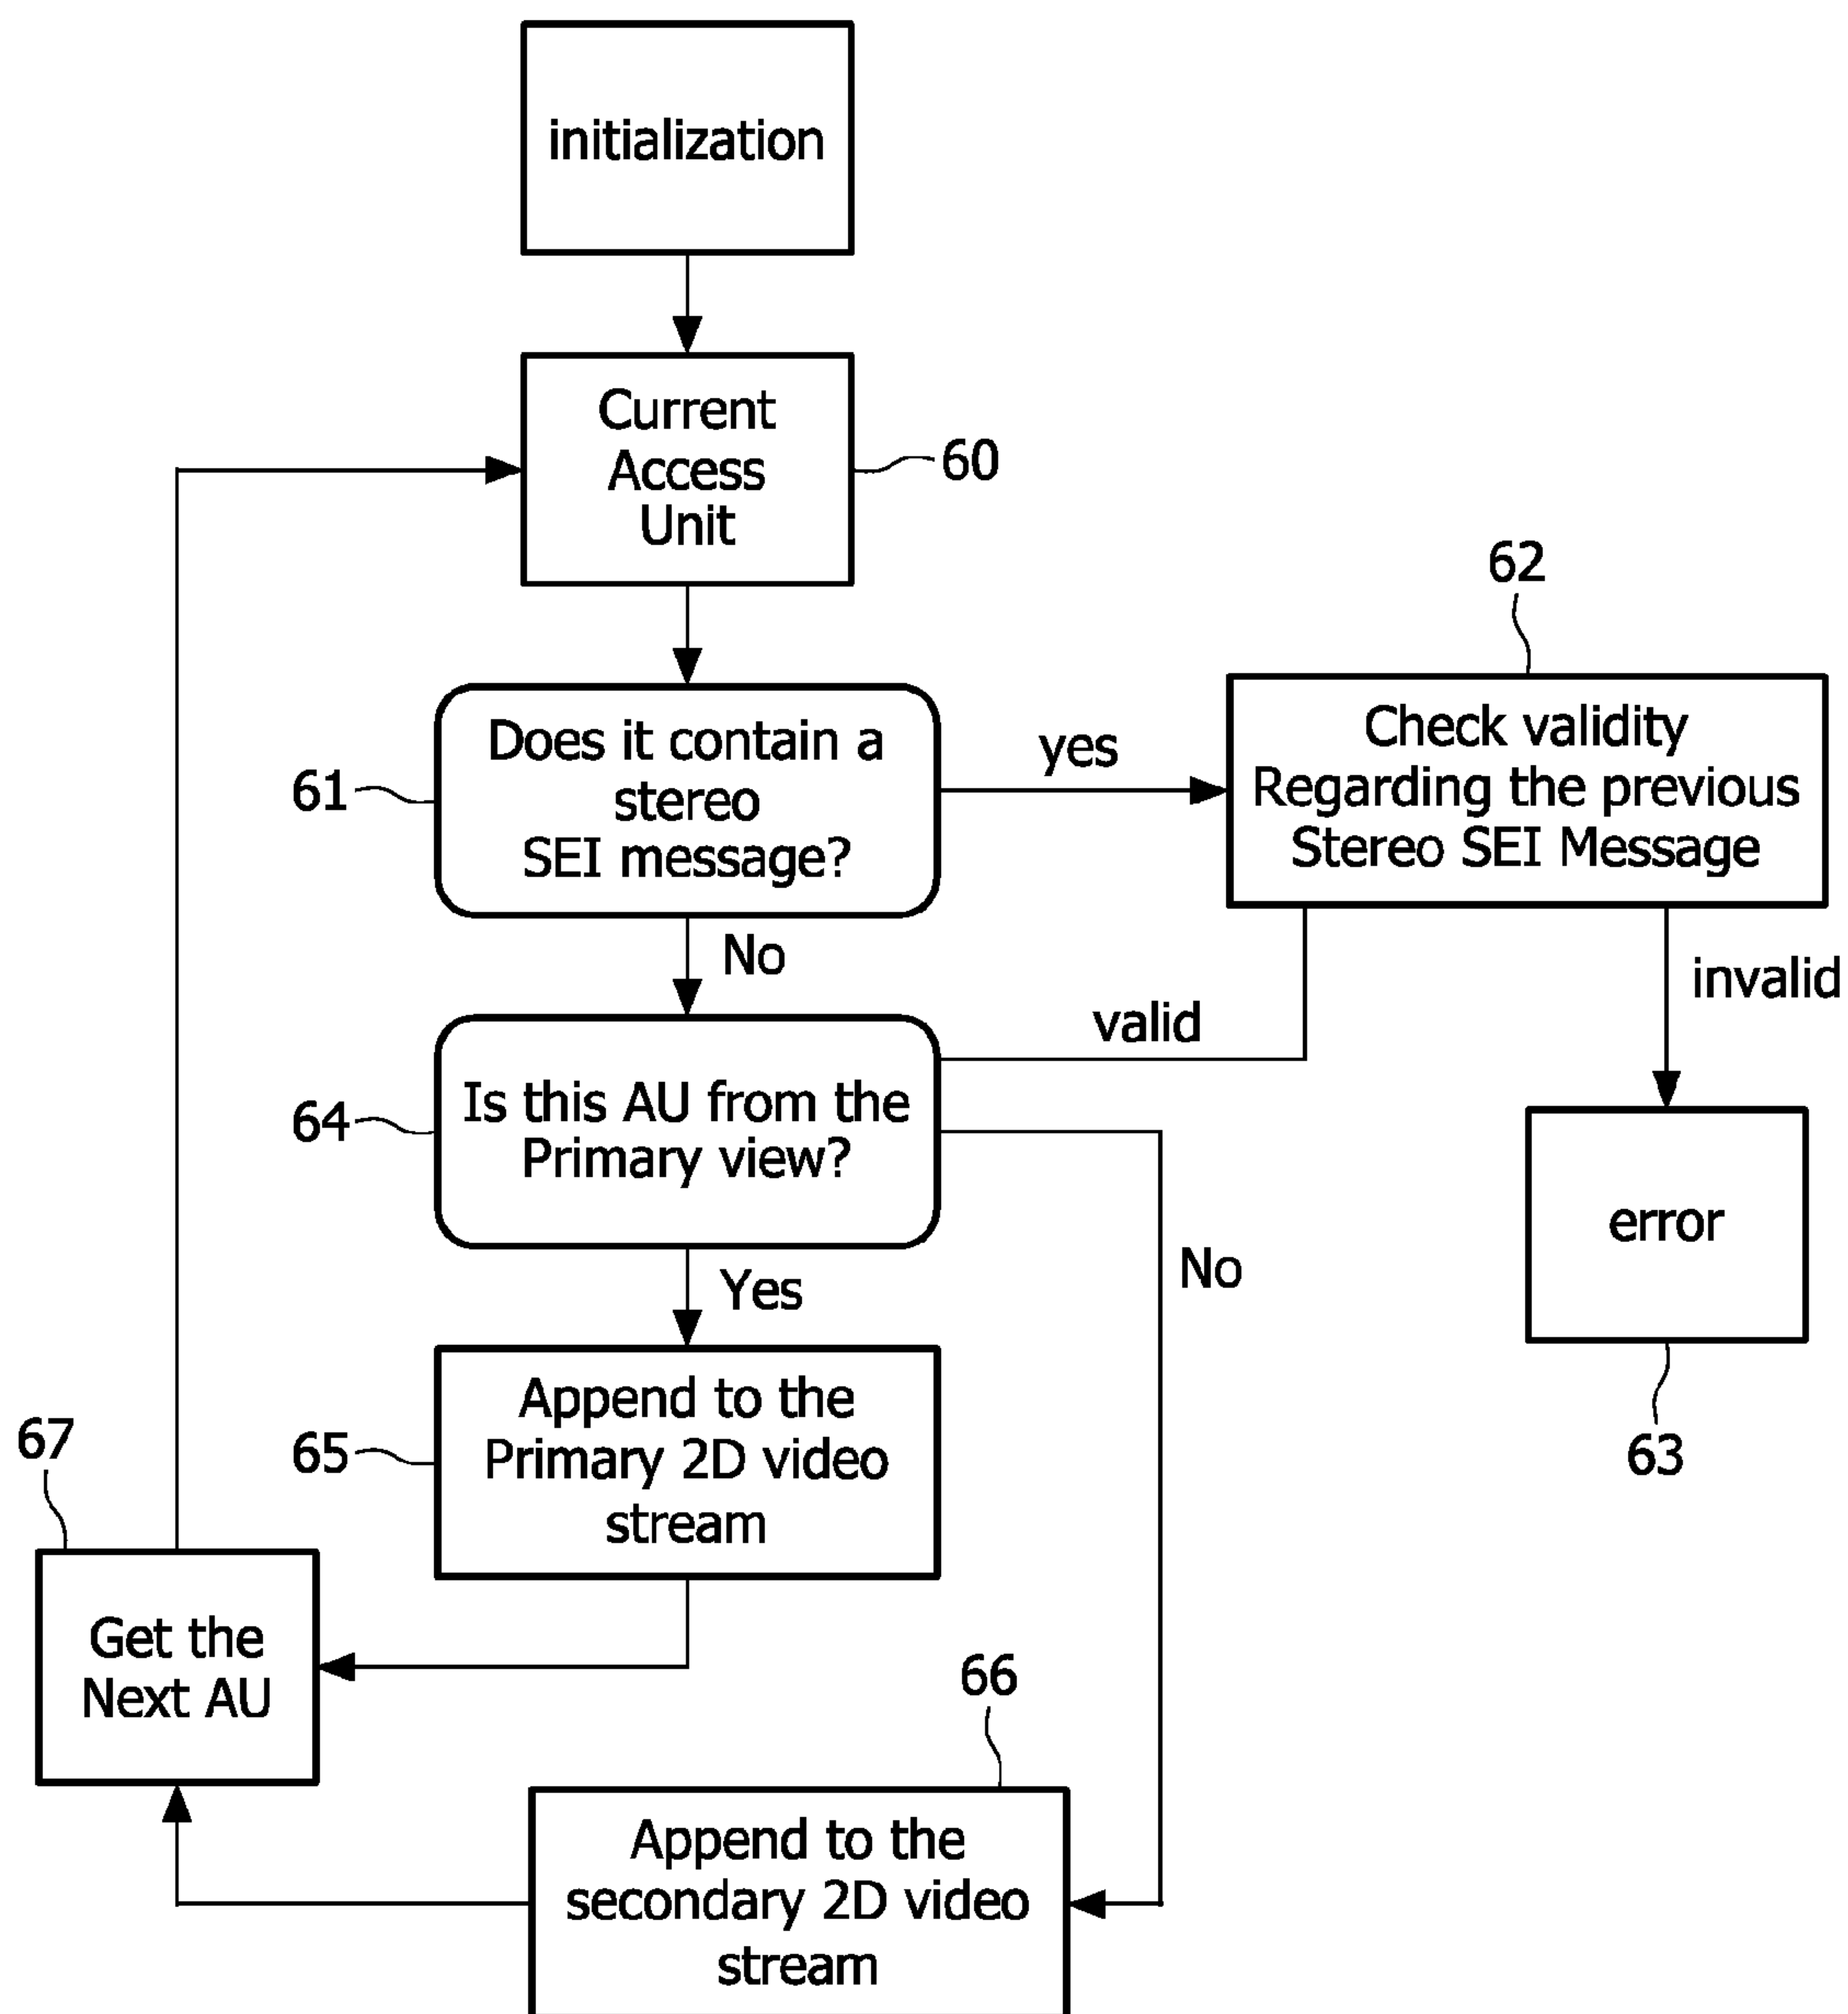 initialization
Current
Access
Unit
60
61
Does it contain a
stereo
SEI message?
yes
62
Check validity
Regarding the previous
Stereo SEI Message
No
valid
invalid
64
Is this AU from the
Primary view?
error
63
Yes
No
65
Append to the
Primary 2D video
stream
67
Get the
Next AU
66
Append to the
secondary 2D video
stream